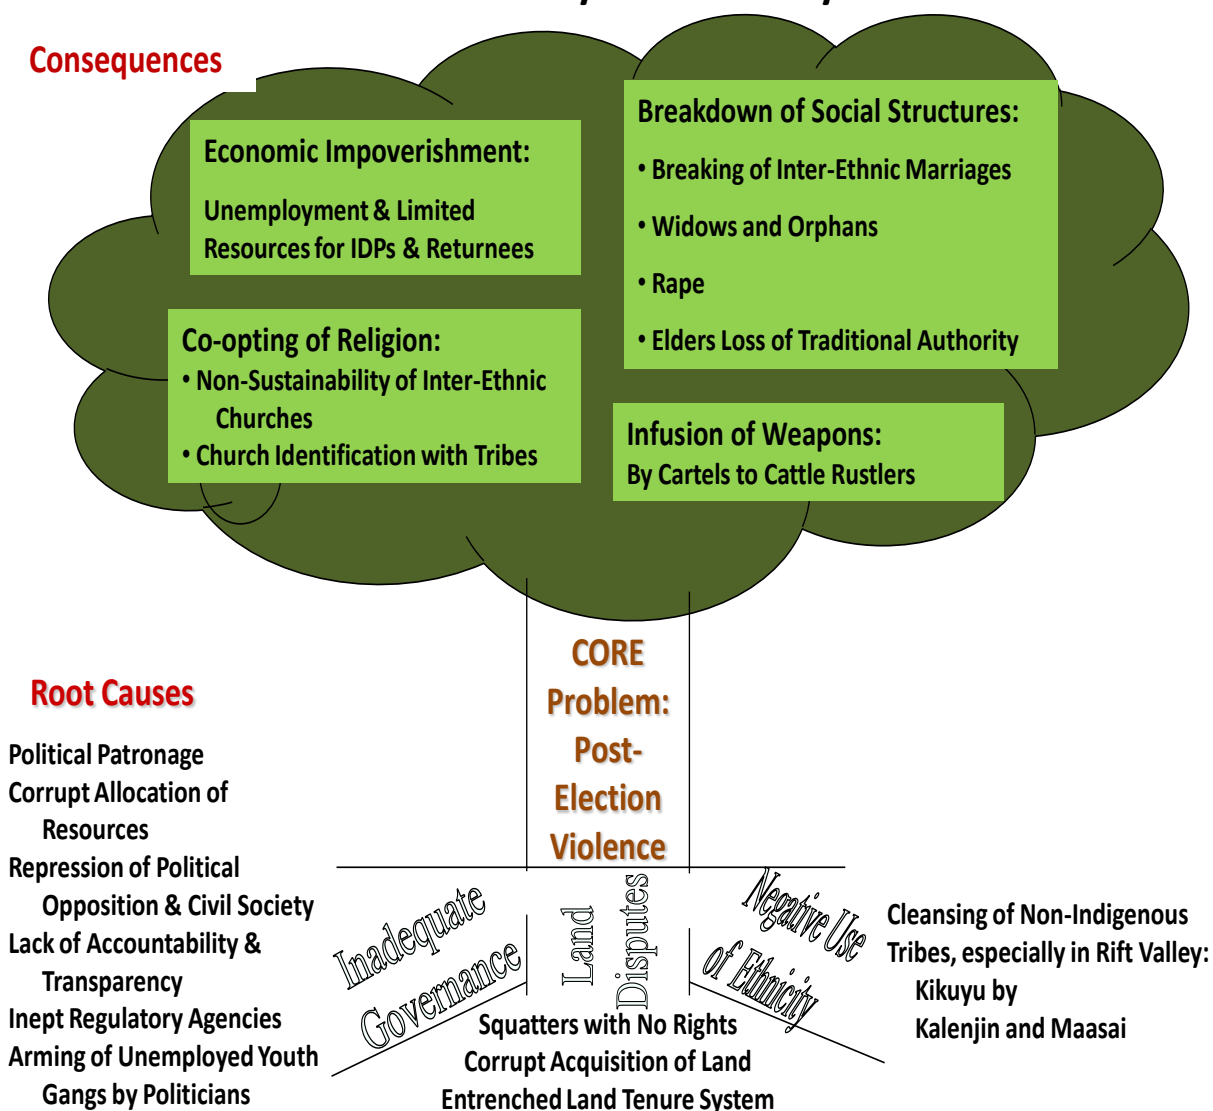 Consequences
Economic Impoverishment:
Unemployment & Limited
Resources for IDPs & Returnees
Breakdown of Social Structures:
• Breaking of Inter-Ethnic Marriages
• Widows and Orphans
• Rape
• Elders Loss of Traditional Authority
Co-opting of Religion:
• Non-Sustainability of Inter-Ethnic
Churches
• Church Identification with Tribes
Infusion of Weapons:
By Cartels to Cattle Rustlers
CORE
Problem:
Post-
Election
Violence
Root Causes
Political Patronage
Corrupt Allocation of
Resources
Repression of Political
Opposition & Civil Society
Lack of Accountability &
Transparency
Inept Regulatory Agencies
Arming of Unemployed Youth
Gangs by Politicians
Inadequate
Governance
Land
Disputes
Negative Use
of Ethnicity
Squatters with No Rights
Corrupt Acquisition of Land
Entrenched Land Tenure System
Cleansing of Non-Indigenous
Tribes, especially in Rift Valley:
Kikuyu by
Kalenjin and Maasai